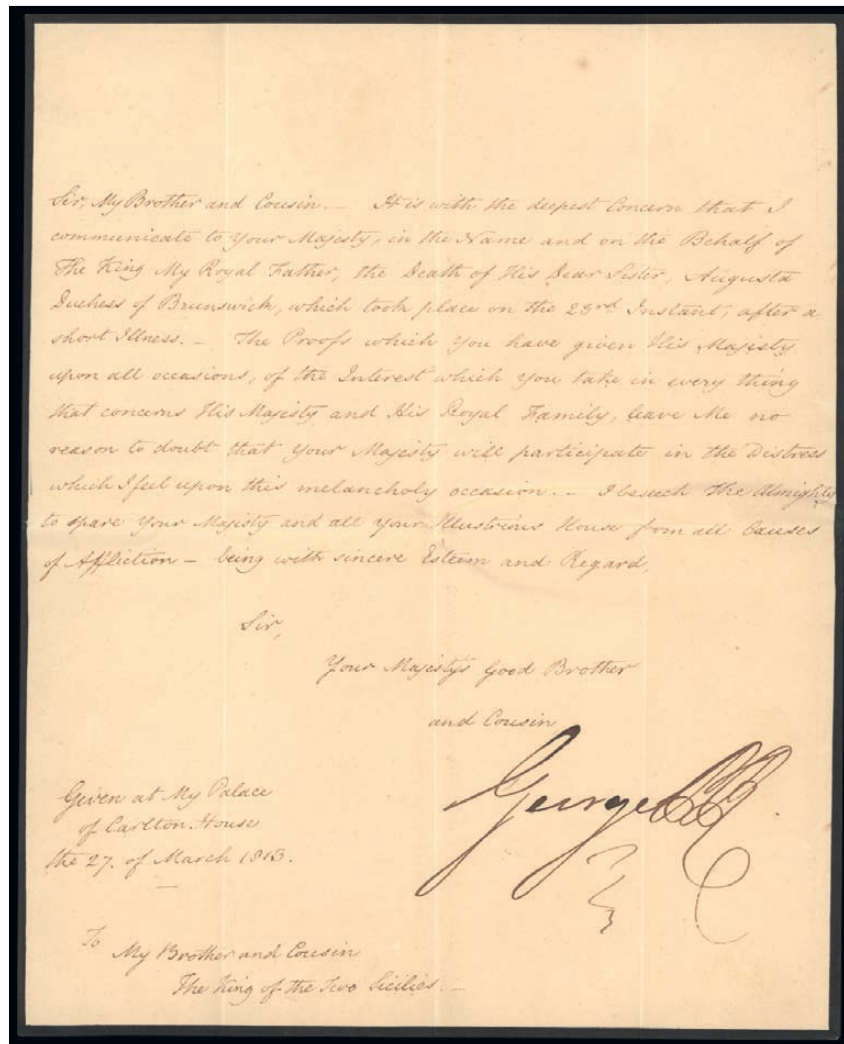 Sir, My Brother and Cousin. – It is with the deepest Concern that I
communicate to Your Majesty, in the Name and on the Behalf of
The King My Royal Father, the Death of His Dear Sister, Augusta
Duchess of Brunswick, which took place on the 23rd Instant, after a
short Illness. – The Proofs which You have given His Majesty
upon all occasions, of the Interest which You take in every thing
that concerns His Majesty and His Royal Family, leave Me no
reason to doubt that Your Majesty will participate in the Distress
which I feel upon this melancholy occasion. – I beseech The Almighty
to spare Your Majesty and all Your Illustrious House from all Causes
of Affliction – being with sincere Esteem and Regard,
Sir,
Your Majesty's Good Brother
and Cousin
George P R
Given at My Palace
of Carlton House
the 27. of March 1813.
To My Brother and Cousin
The King of the Two Sicilies. –